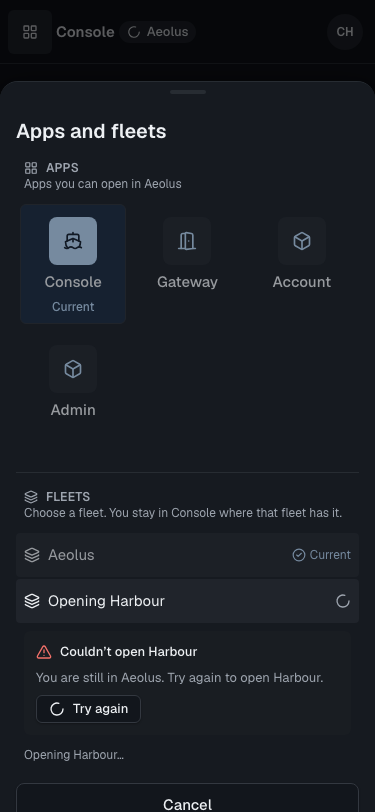 Console
Aeolus
CH
Apps and fleets
APPS
Apps you can open in Aeolus
Console
Gateway
Account
Current
Admin
FLEETS
Choose a fleet. You stay in Console where that fleet has it.
Aeolus
Current
Opening Harbour
Couldn't open Harbour
You are still in Aeolus. Try again to open Harbour.
Try again
Opening Harbour…
Cancel